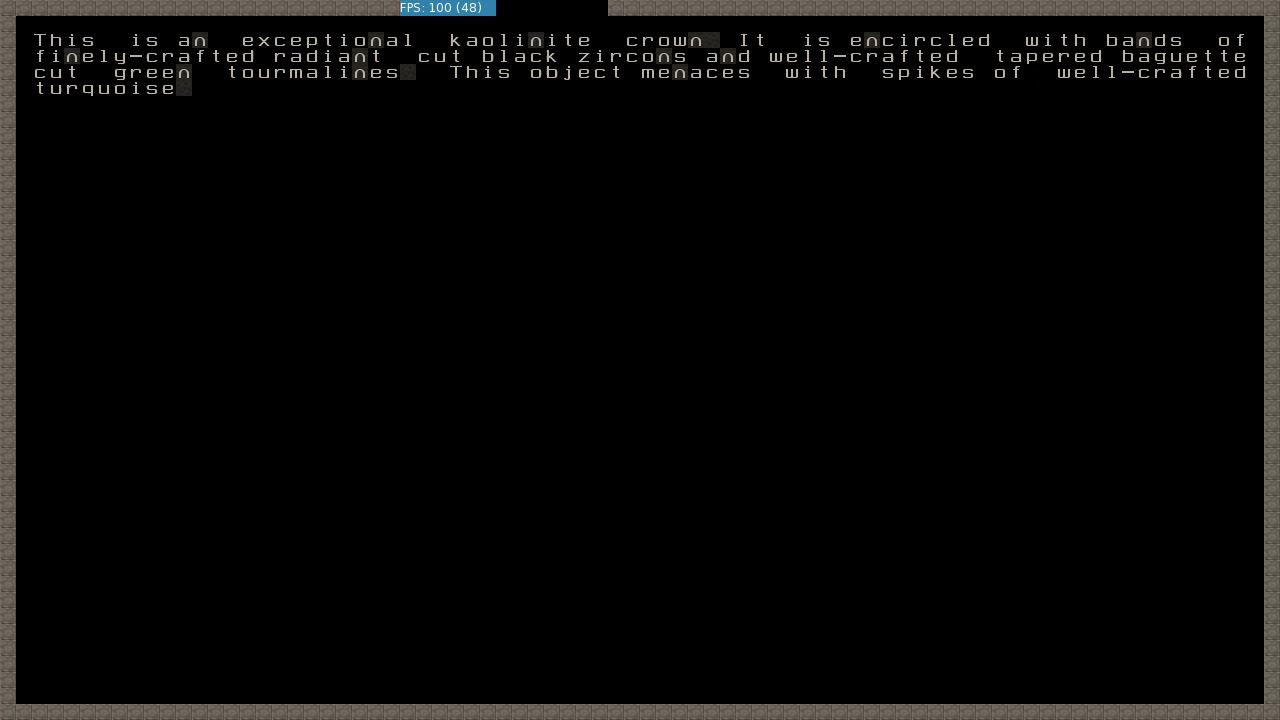 FPS: 100 (48)
This is an exceptional kaolinite crown. It is encircled with bands of
finely-crafted radiant cut black zircons and well-crafted tapered baguette
cut green tourmalines. This object menaces with spikes of well-crafted
turquoise.